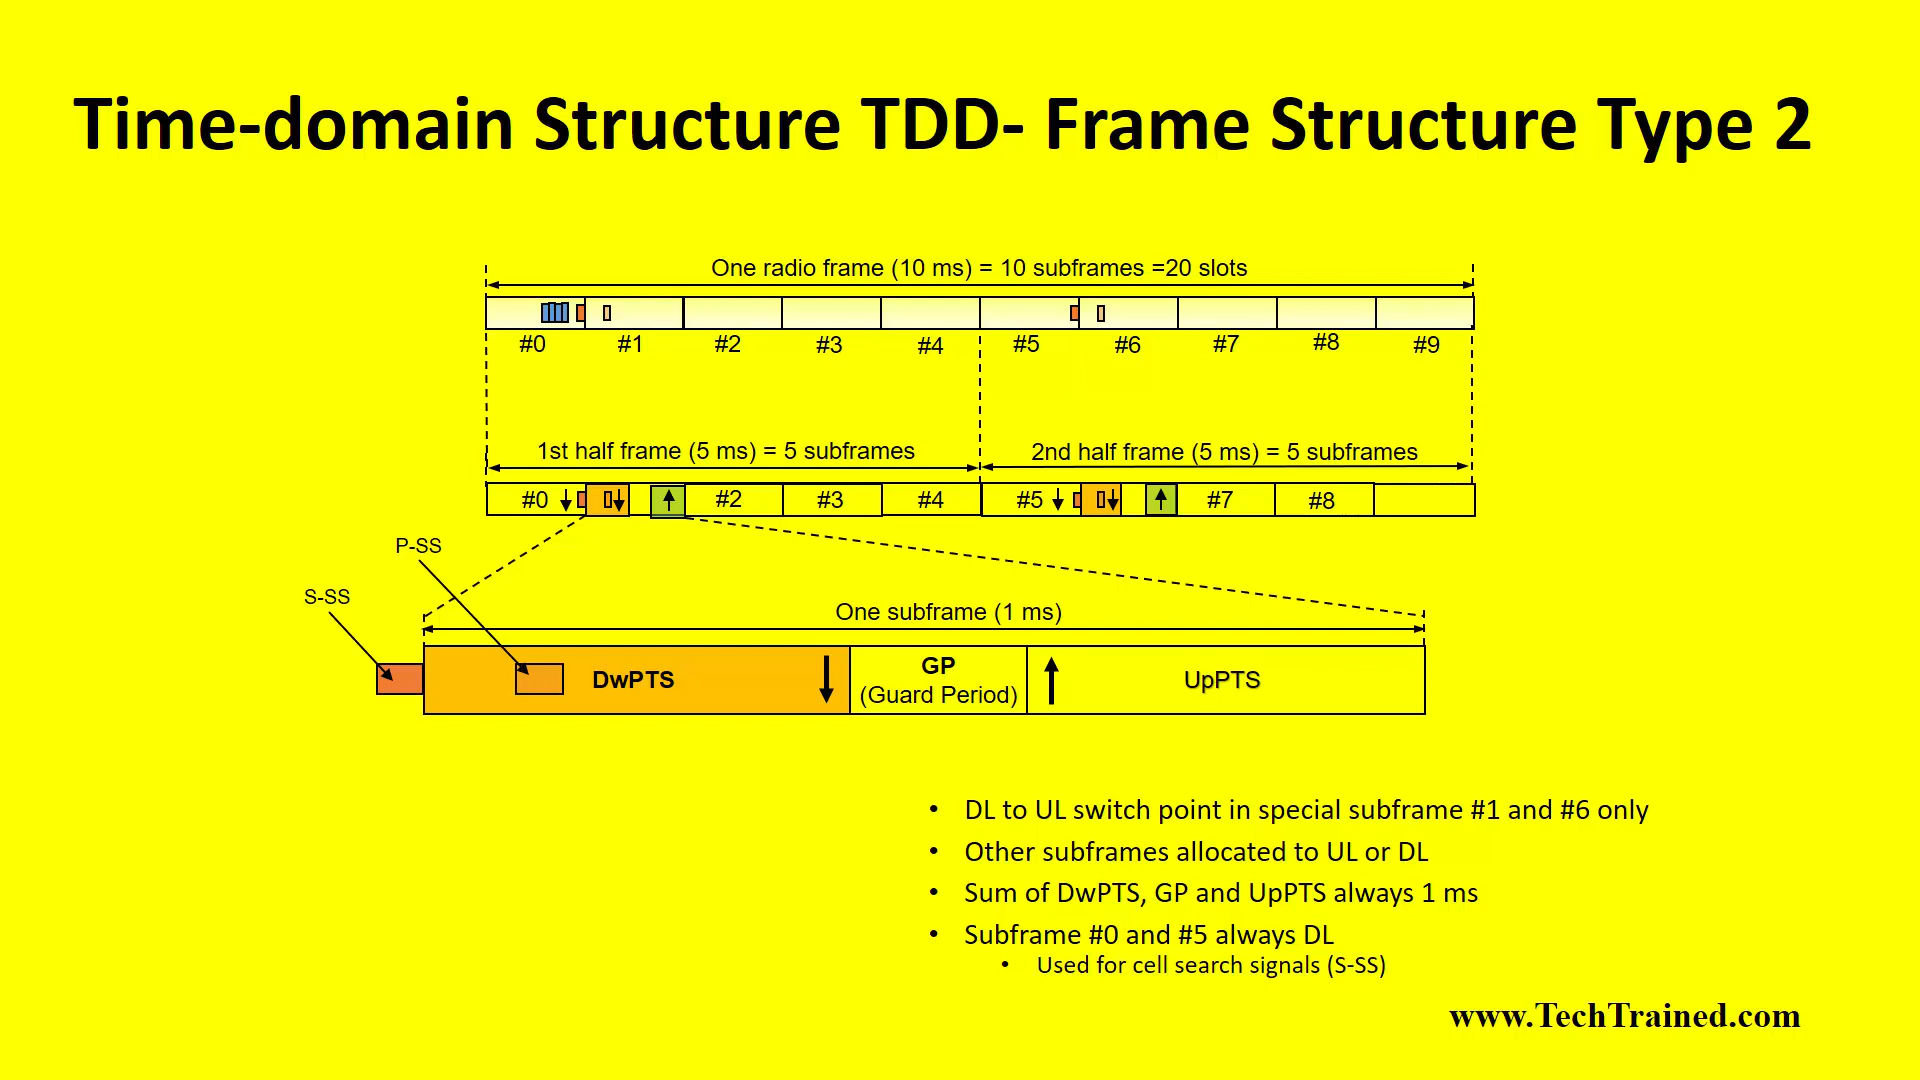 Time-domain Structure TDD- Frame Structure Type 2
One radio frame (10 ms) = 10 subframes =20 slots
#0 #1 #2 #3 #4 #5 #6 #7 #8 #9
1st half frame (5 ms) = 5 subframes 2nd half frame (5 ms) = 5 subframes
#0 #2 #3 #4 #5 #7 #8
P-SS
S-SS
One subframe (1 ms)
DwPTS GP (Guard Period) UpPTS
• DL to UL switch point in special subframe #1 and #6 only
• Other subframes allocated to UL or DL
• Sum of DwPTS, GP and UpPTS always 1 ms
• Subframe #0 and #5 always DL
• Used for cell search signals (S-SS)
www.TechTrained.com